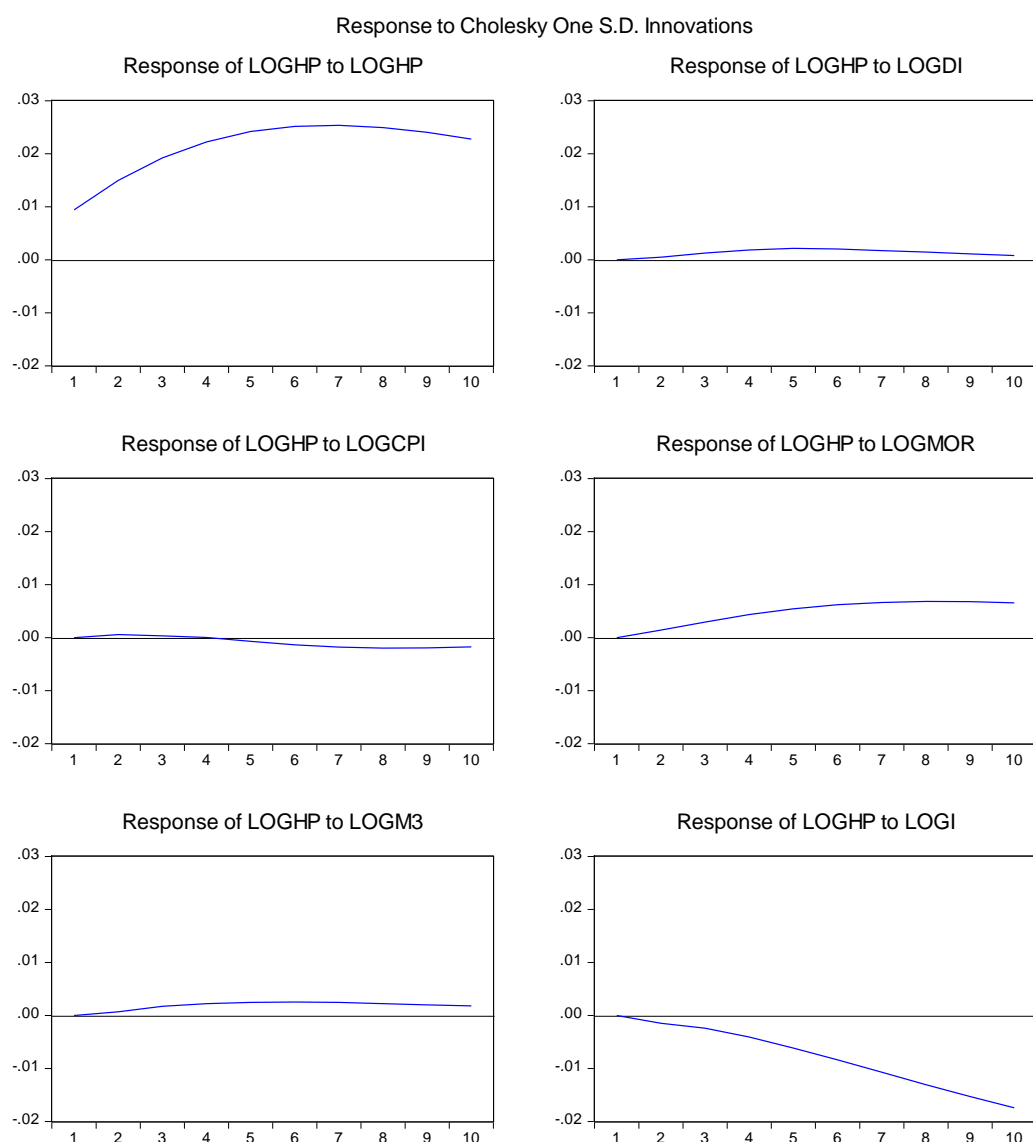 Response to Cholesky One S.D. Innovations
Response of LOGHP to LOGHP
.03
.02
.01
.00
-.01
-.02
1 2 3 4 5 6 7 8 9 10
Response of LOGHP to LOGDI
.03
.02
.01
.00
-.01
-.02
1 2 3 4 5 6 7 8 9 10
Response of LOGHP to LOGCPI
.03
.02
.01
.00
-.01
-.02
1 2 3 4 5 6 7 8 9 10
Response of LOGHP to LOGMOR
.03
.02
.01
.00
-.01
-.02
1 2 3 4 5 6 7 8 9 10
Response of LOGHP to LOGM3
.03
.02
.01
.00
-.01
-.02
1 2 3 4 5 6 7 8 9 10
Response of LOGHP to LOGI
.03
.02
.01
.00
-.01
-.02
1 2 3 4 5 6 7 8 9 10